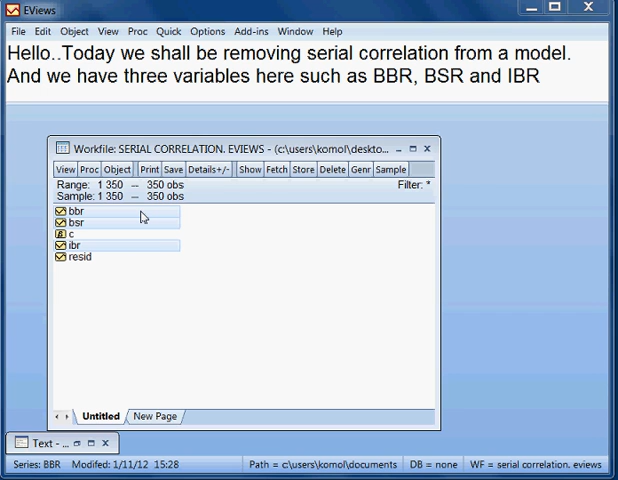 EViews
File Edit Object View Proc Quick Options Add-ins Window Help
Hello..Today we shall be removing serial correlation from a model.
And we have three variables here such as BBR, BSR and IBR
Workfile: SERIAL CORRELATION. EVIEWS - (c:\users\komol\deskto...
View Proc Object Print Save Details+/- Show Fetch Store Delete Genr Sample
Range: 1 350 -- 350 obs Filter: *
Sample: 1 350 -- 350 obs
bbr
bsr
c
ibr
resid
Untitled New Page
Text - ...
Series: BBR Modifed: 1/11/12 15:28 Path = c:\users\komol\documents DB = none WF = serial correlation. eviews